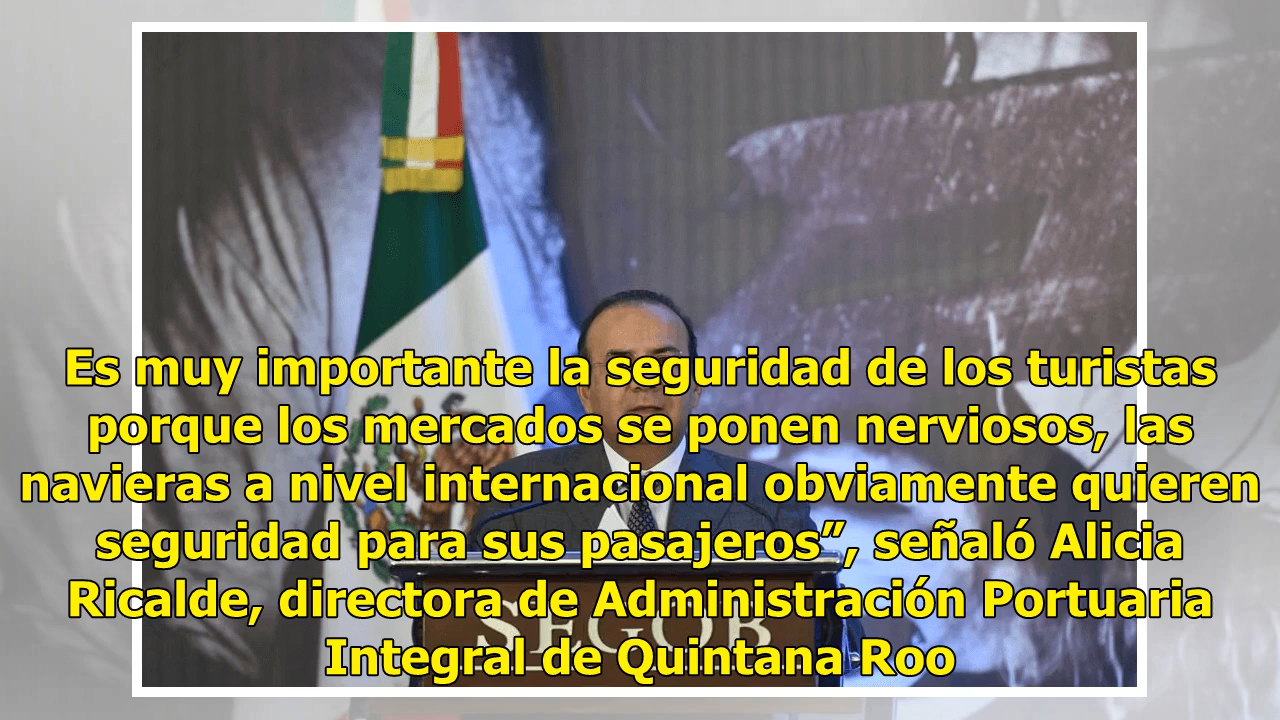 Es muy importante la seguridad de los turistas
porque los mercados se ponen nerviosos, las
navieras a nivel internacional obviamente quieren
seguridad para sus pasajeros”, señaló Alicia
Ricalde, directora de Administración Portuaria
Integral de Quintana Roo
SEGOB